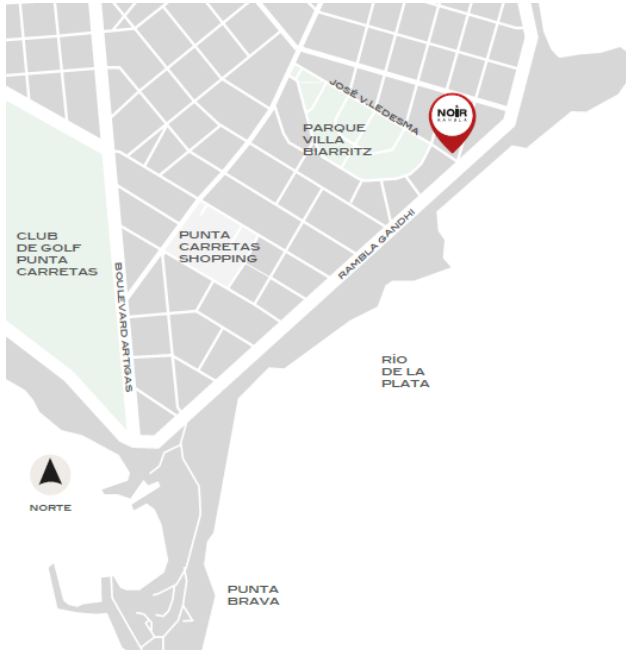 JOSÉ V.LEDESMA
NOIR
RAMBLA
PARQUE
VILLA
BIARRITZ
RAMBLA GANDHI
CLUB
DE GOLF
PUNTA
CARRETAS
PUNTA
CARRETAS
SHOPPING
BOULEVARD ARTIGAS
RÍO
DE LA
PLATA
NORTE
PUNTA
BRAVA